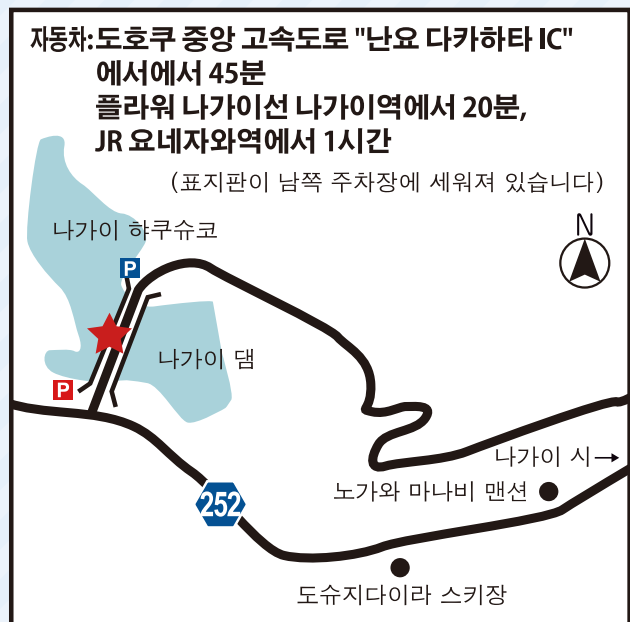 자동차:도호쿠 중앙 고속도로 "난요 다카하타 IC"
에서에서 45분
플라워 나가이선 나가이역에서 20분,
JR 요네자와역에서 1시간
(표지판이 남쪽 주차장에 세워져 있습니다)
나가이 햐쿠슈코
N
P
나가이 댐
P
나가이 시→
노가와 마나비 맨션
252
도슈지다이라 스키장